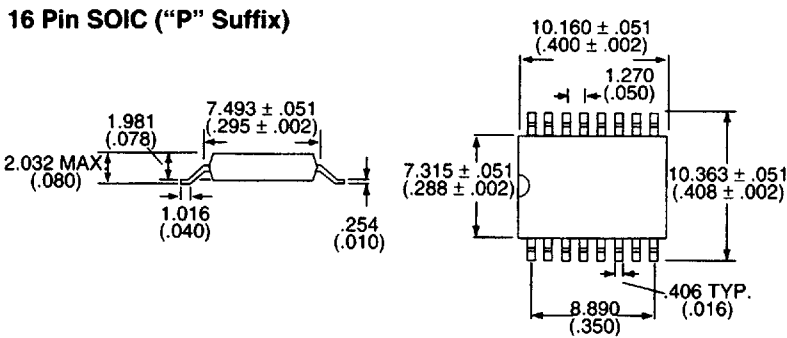 16 Pin SOIC (“P” Suffix)
10.160 ± .051
(.400 ± .002)
1.270
(.050)
1.981
(.078)
7.493 ± .051
(.295 ± .002)
2.032 MAX
(.080)
7.315 ± .051
(.288 ± .002)
10.363 ± .051
(.408 ± .002)
1.016
(.040)
.254
(.010)
.406 TYP.
(.016)
8.890
(.350)